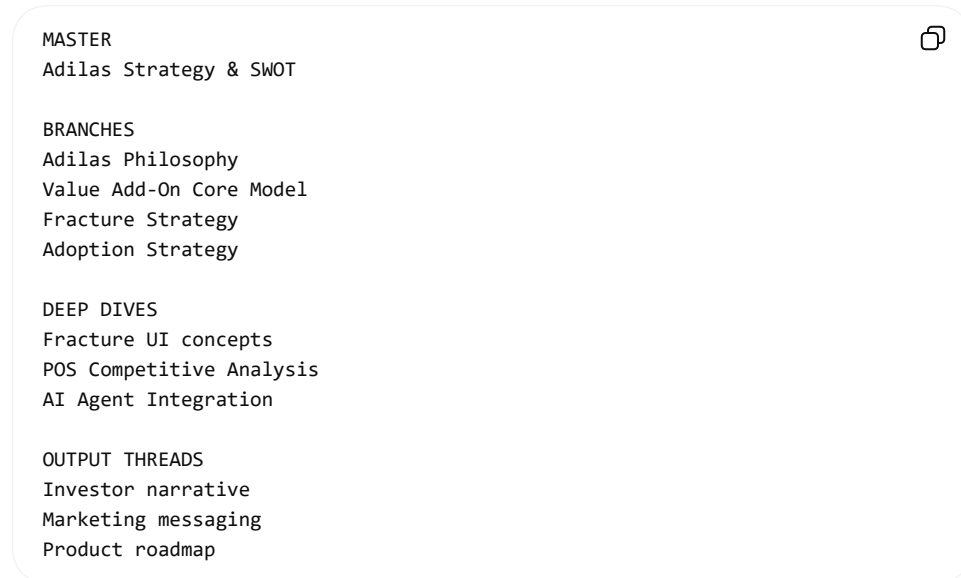 MASTER
Adilas Strategy & SWOT
BRANCHES
Adilas Philosophy
Value Add-On Core Model
Fracture Strategy
Adoption Strategy
DEEP DIVES
Fracture UI concepts
POS Competitive Analysis
AI Agent Integration
OUTPUT THREADS
Investor narrative
Marketing messaging
Product roadmap